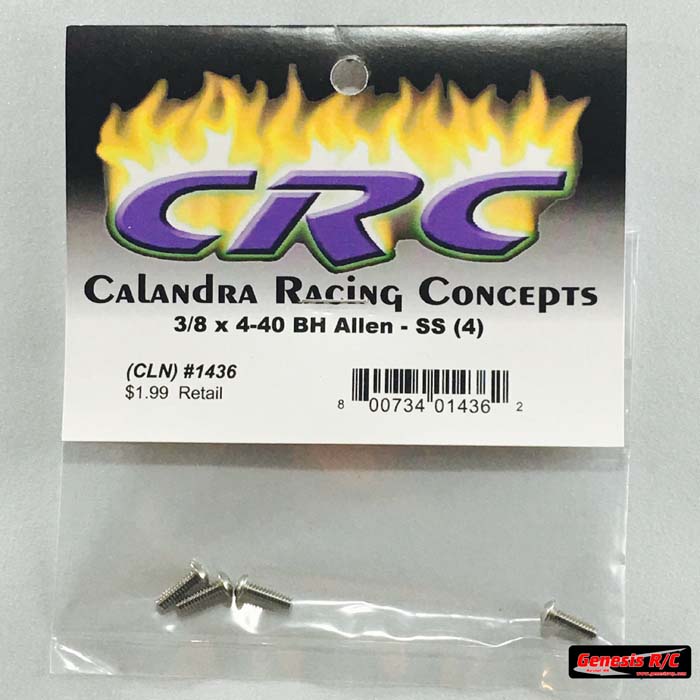 CRC
Calandra Racing Concepts
3/8 x 4-40 BH Allen - SS (4)
(CLN) #1436
$1.99 Retail
8 00734 01436 2
Genesis R/C